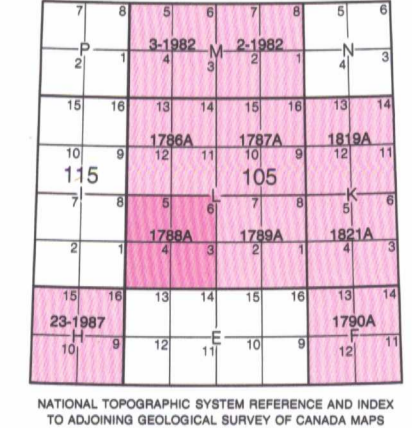 7 8 5 6 7 8 5 6
3-1982 2-1982
P M N
2 1 4 3 2 1 4 3
15 16 13 14 15 16 13 14
1786A 1787A 1819A
10 9 12 11 10 9 12 11
115 105
I L K
7 8 5 6 7 8 5 6
1788A 1789A 1821A
2 1 4 3 2 1 4 3
15 16 13 14 15 16 13 14
23-1987 1790A
H E F
10 9 12 11 10 9 12 11
NATIONAL TOPOGRAPHIC SYSTEM REFERENCE AND INDEX
TO ADJOINING GEOLOGICAL SURVEY OF CANADA MAPS